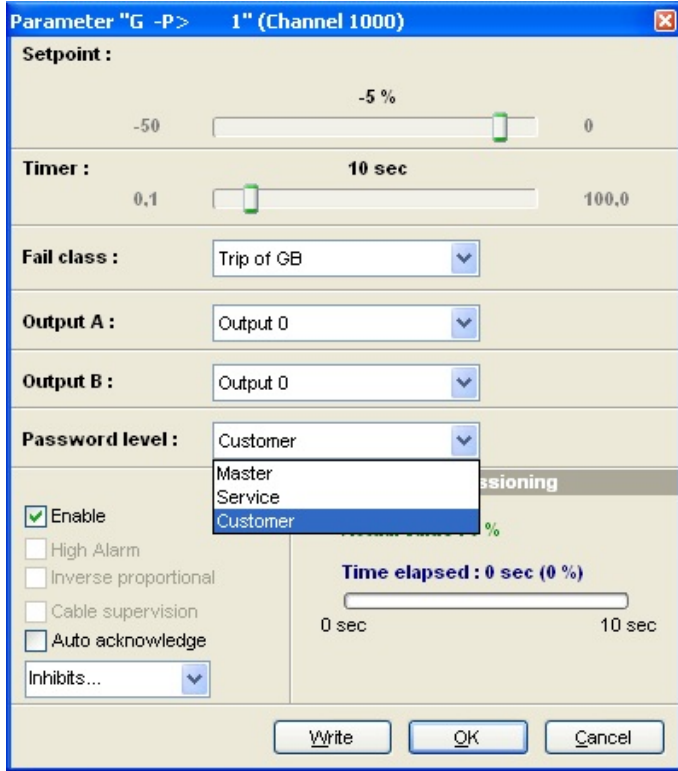 Parameter "G -P> 1" (Channel 1000)
Setpoint :
-5 %
-50 0
Timer : 10 sec
0,1 100,0
Fail class : Trip of GB
Output A : Output 0
Output B : Output 0
Password level : Customer
Master
Service
Customer
Enable
High Alarm
Inverse proportional
Cable supervision
Auto acknowledge
Inhibits...
%
Time elapsed : 0 sec (0 %)
0 sec 10 sec
Write OK Cancel